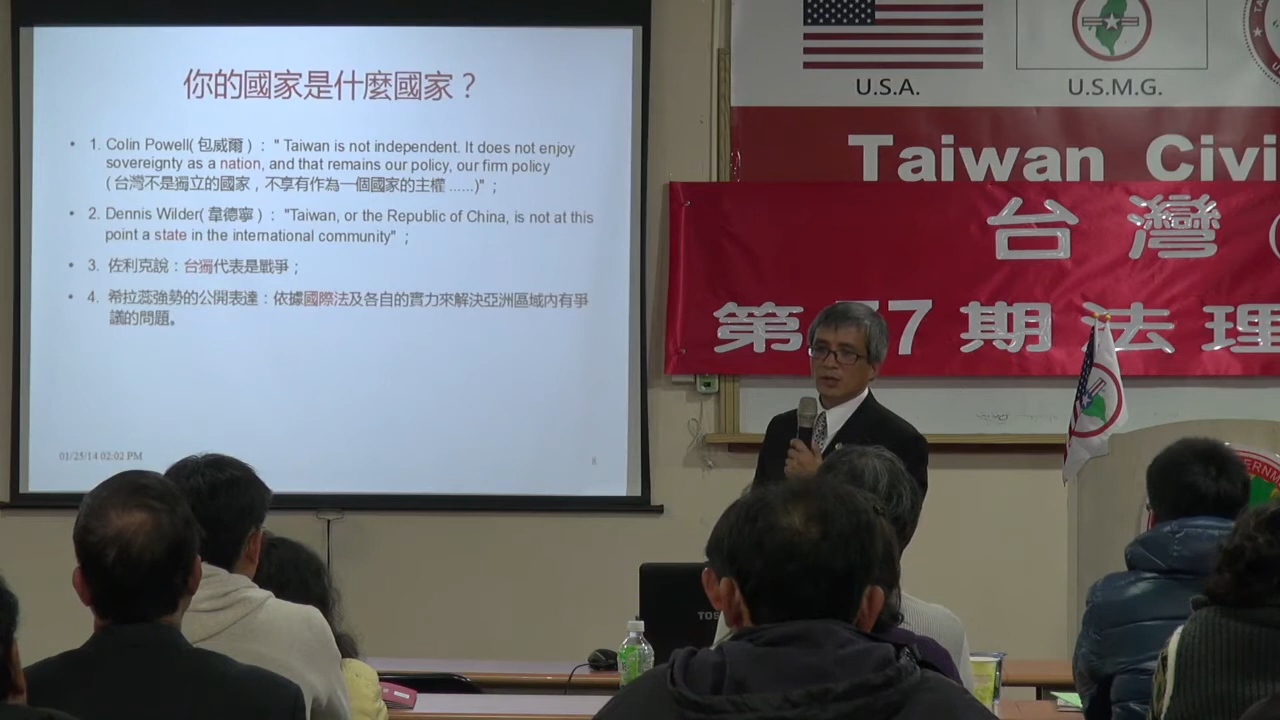 你的國家是什麼國家？
• 1. Colin Powell( 包威爾 ) ： " Taiwan is not independent. It does not enjoy
sovereignty as a nation, and that remains our policy, our firm policy
( 台灣不是獨立的國家，不享有作為一個國家的主權 ......)" ；
• 2. Dennis Wilder( 韋德寧 ) ： "Taiwan, or the Republic of China, is not at this
point a state in the international community" ；
• 3. 佐利克說：台獨代表是戰爭；
• 4. 希拉蕊強勢的公開表達：依據國際法及各自的實力來解決亞洲區域內有爭
議的問題。
01/25/14 02:02 PM
8
U.S.A.
U.S.M.G.
Taiwan Civi
台灣
第 7期法理
TOS